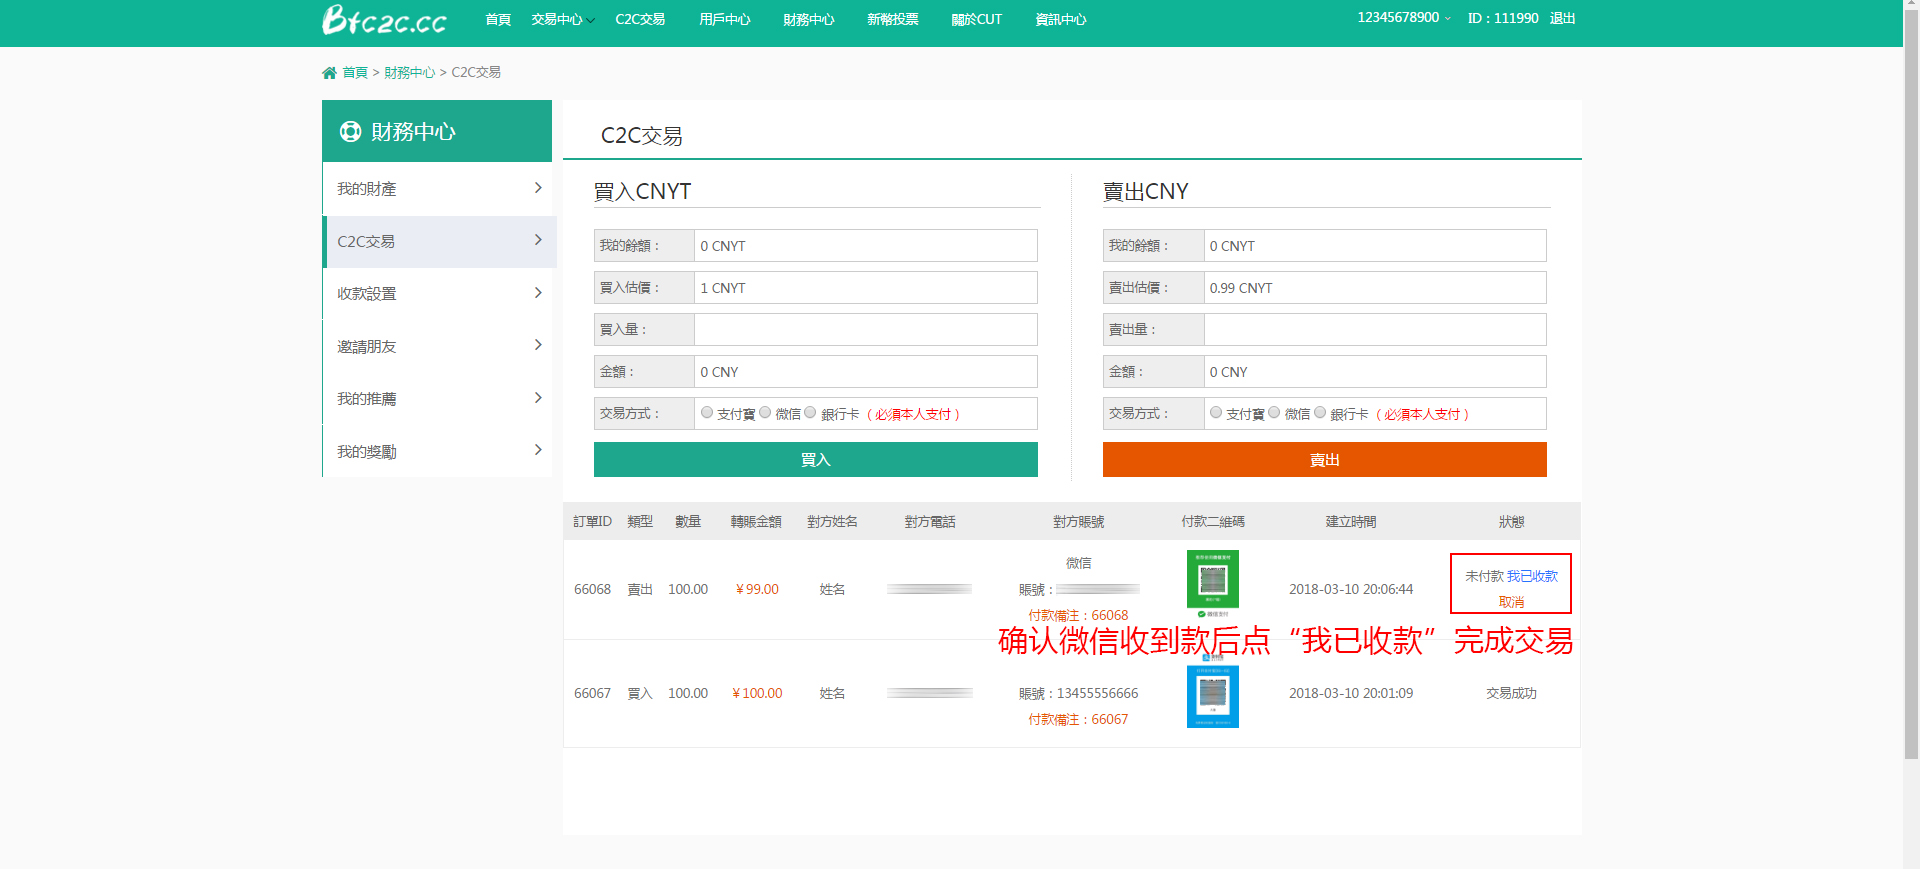 Bfc2c.cc 首頁 交易中心 C2C交易 用戶中心 財務中心 新幣投票 關於CUT 資訊中心 12345678900 ID：111990 退出
首頁 > 財務中心 > C2C交易
財務中心
我的財產
C2C交易
收款設置
邀請朋友
我的推薦
我的獎勵
C2C交易
買入CNYT
我的餘額： 0 CNYT
買入估價： 1 CNYT
買入量：
金額： 0 CNY
交易方式： 支付寶 微信 銀行卡（必須本人支付）
買入
賣出CNY
我的餘額： 0 CNYT
賣出估價： 0.99 CNYT
賣出量：
金額： 0 CNY
交易方式： 支付寶 微信 銀行卡（必須本人支付）
賣出
訂單ID 類型 數量 轉賬金額 對方姓名 對方電話 對方賬號 付款二維碼 建立時間 狀態
微信
66068 賣出 100.00 ￥99.00 姓名 賬號： 2018-03-10 20:06:44 未付款 我已收款
取消
付款備注：66068
微信支付
确认微信收到款后点“我已收款”完成交易
66067 買入 100.00 ￥100.00 姓名 賬號：13455556666 2018-03-10 20:01:09 交易成功
付款備注：66067